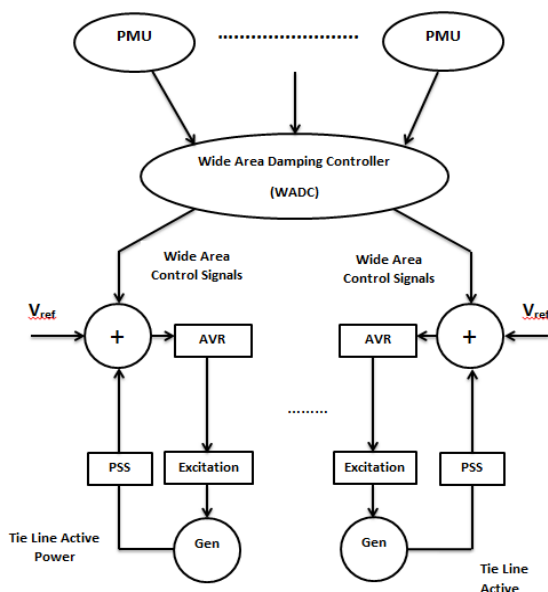 PMU ........................... PMU
Wide Area Damping Controller
(WADC)
Wide Area
Control Signals
Wide Area
Control Signals
Vref
+
AVR
AVR
+
Vref
.........
PSS
Excitation
Excitation
PSS
Tie Line Active
Power
Gen
Gen
Tie Line
Active